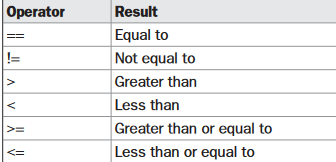 Operator Result
== Equal to
!= Not equal to
> Greater than
< Less than
>= Greater than or equal to
<= Less than or equal to